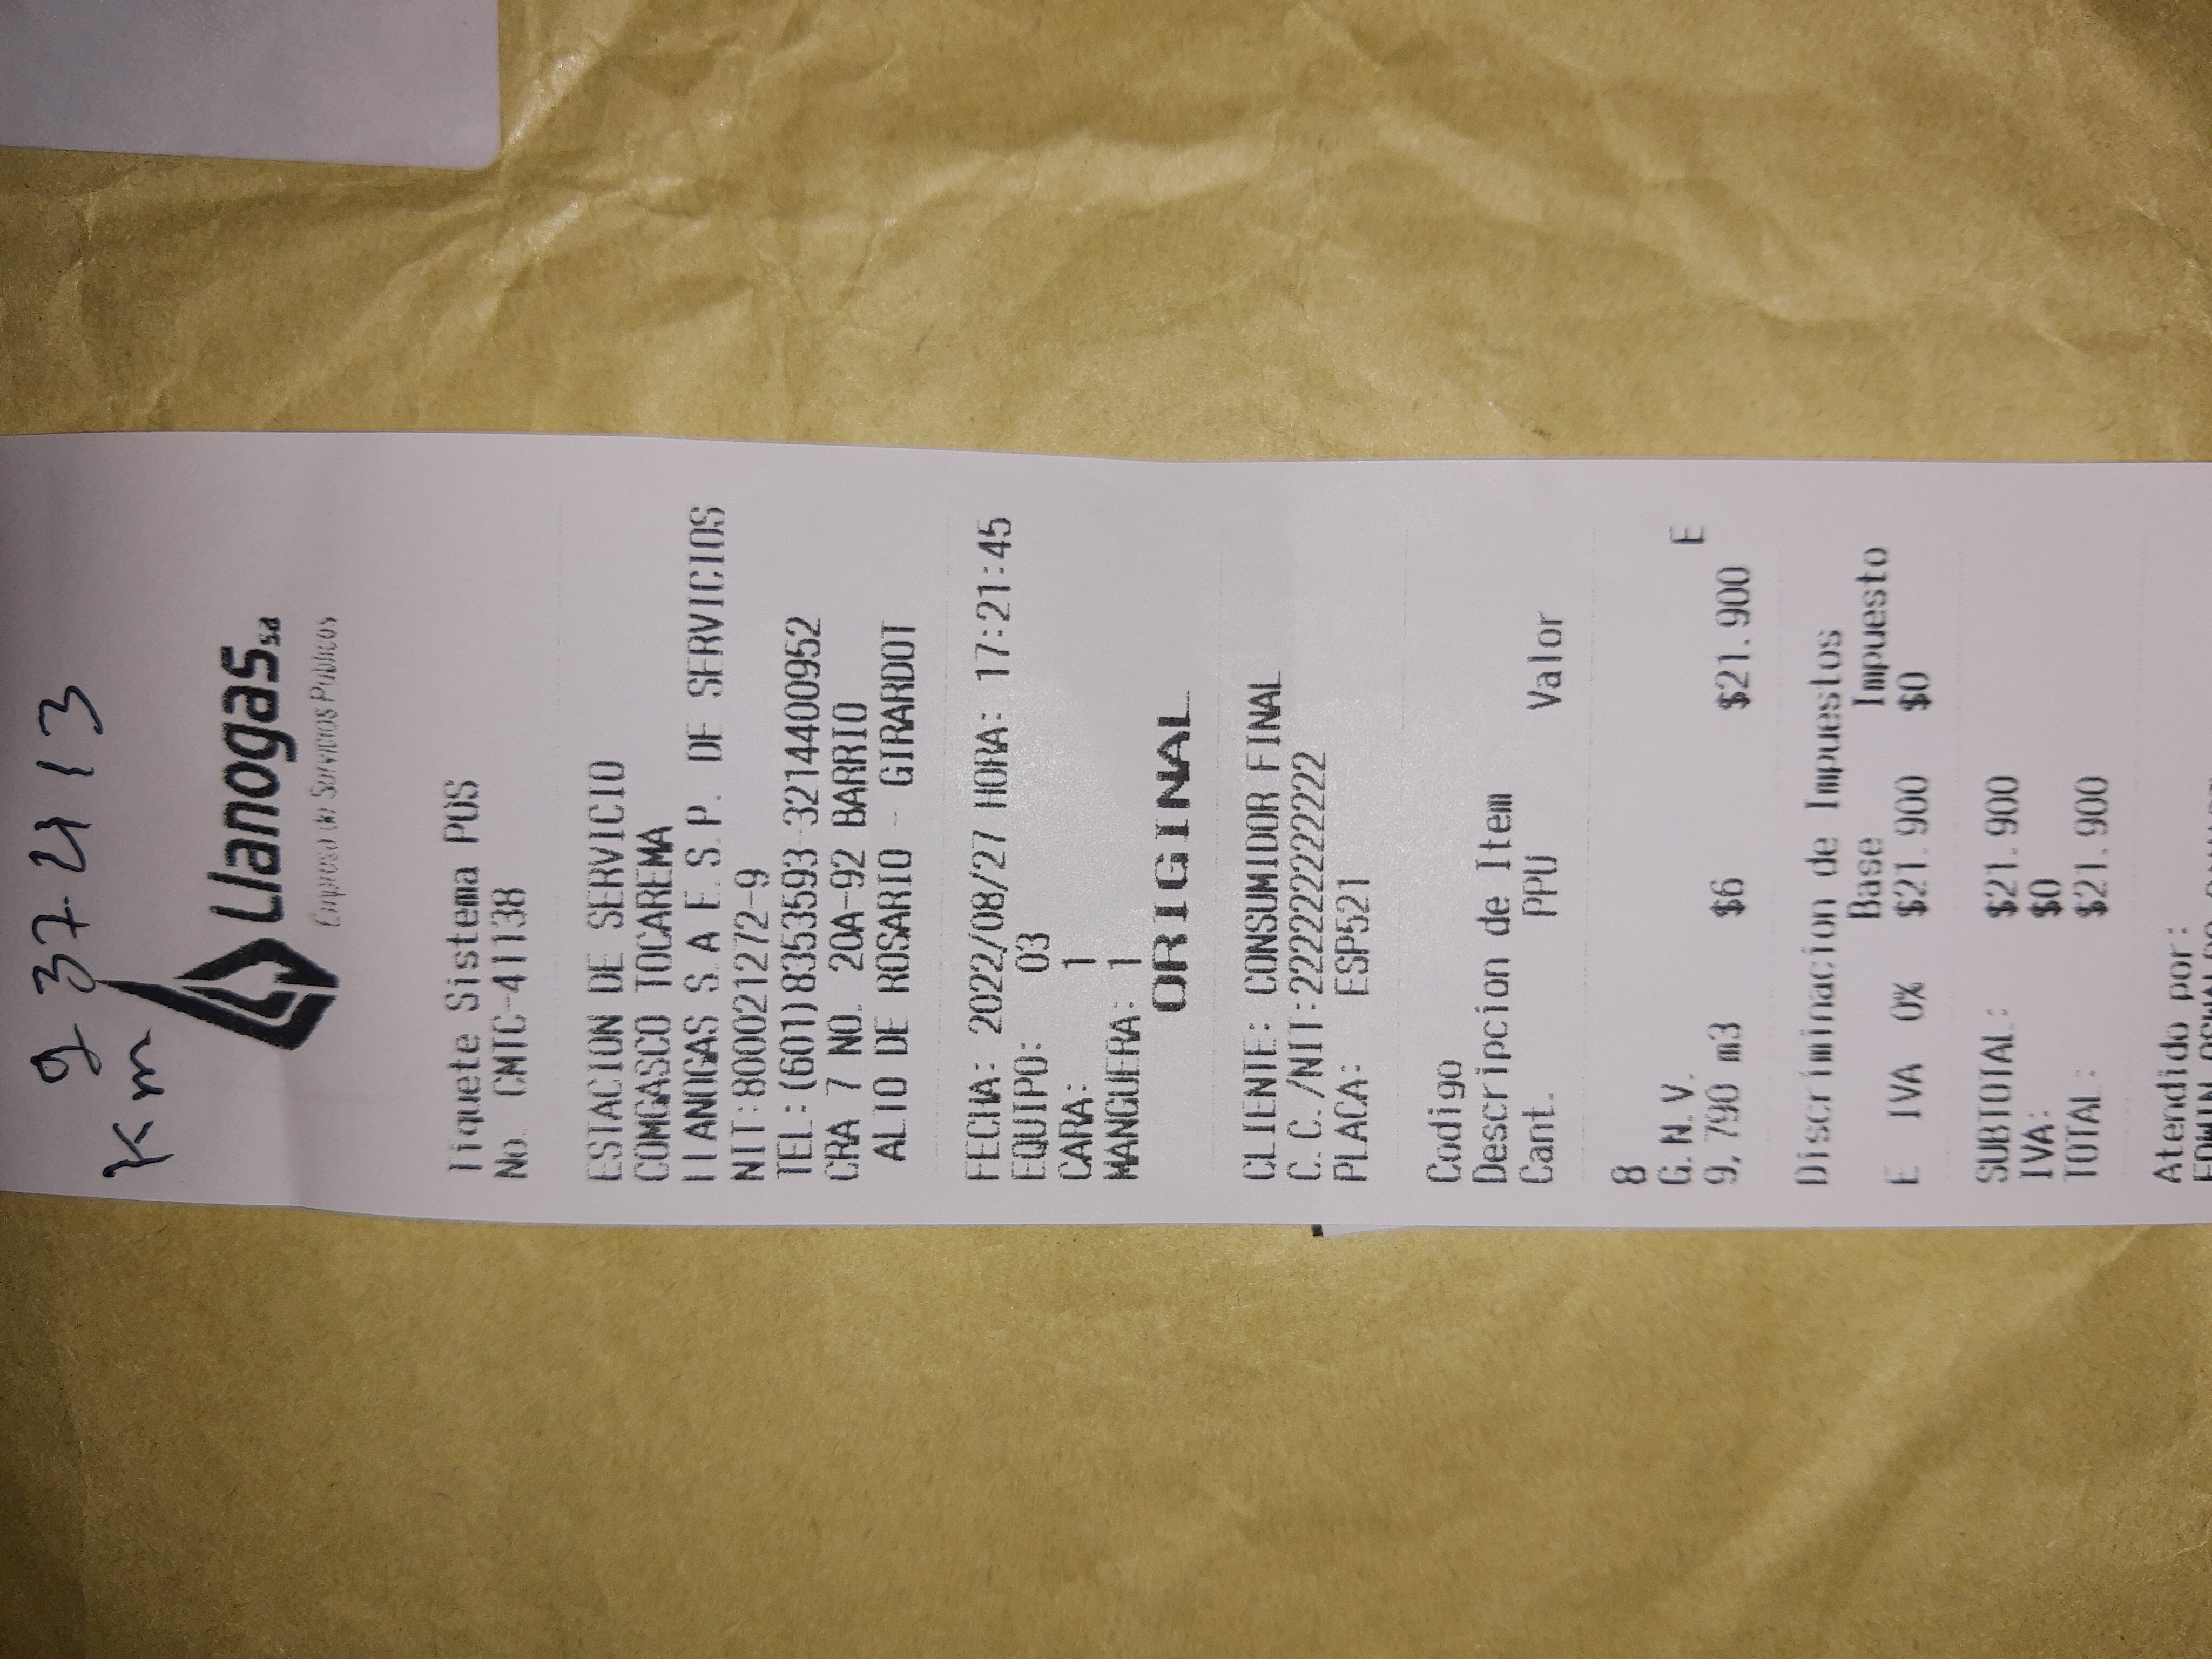 Km 9 37413
Llanogas sa
Empresa de Servicios Publicos
Tiquete Sistema POS
No. CMTC-411138
ESTACION DE SERVICIO
COMGASCO TOCAREMA
LLANOGAS S.A E.S.P. DE SERVICIOS
NIT:800021272-9
TEL:(601)8353593-3214400952
CRA 7 NO. 20A-92 BARRIO
ALTO DE ROSARIO - GIRARDOT
FECHA: 2022/08/27 HORA: 17:21:45
EQUIPO: 03
CARA: 1
MANGUERA: 1
ORIGINAL
CLIENTE: CONSUMIDOR FINAL
C.C./NIT:222222222222
PLACA: ESP521
Codigo
Descripcion de Item
Cant. PPU Valor
8
G.N.V. E
9,790 m3 $6 $21.900
Discriminacion de Impuestos
Base Impuesto
E IVA 0% $21.900 $0
SUBTOTAL: $21.900
IVA: $0
TOTAL: $21.900
Atendido por: